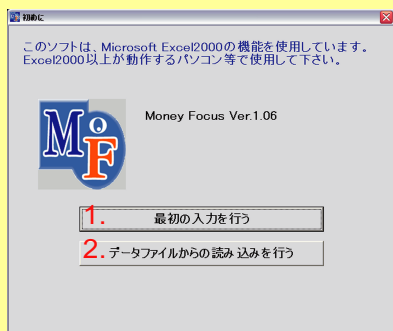 初めに
このソフトは、Microsoft Excel2000の機能を使用しています。
Excel2000以上が動作するパソコン等で使用して下さい。
MoF
Money Focus Ver.1.06
1. 最初の入力を行う
2. データファイルからの読み込みを行う